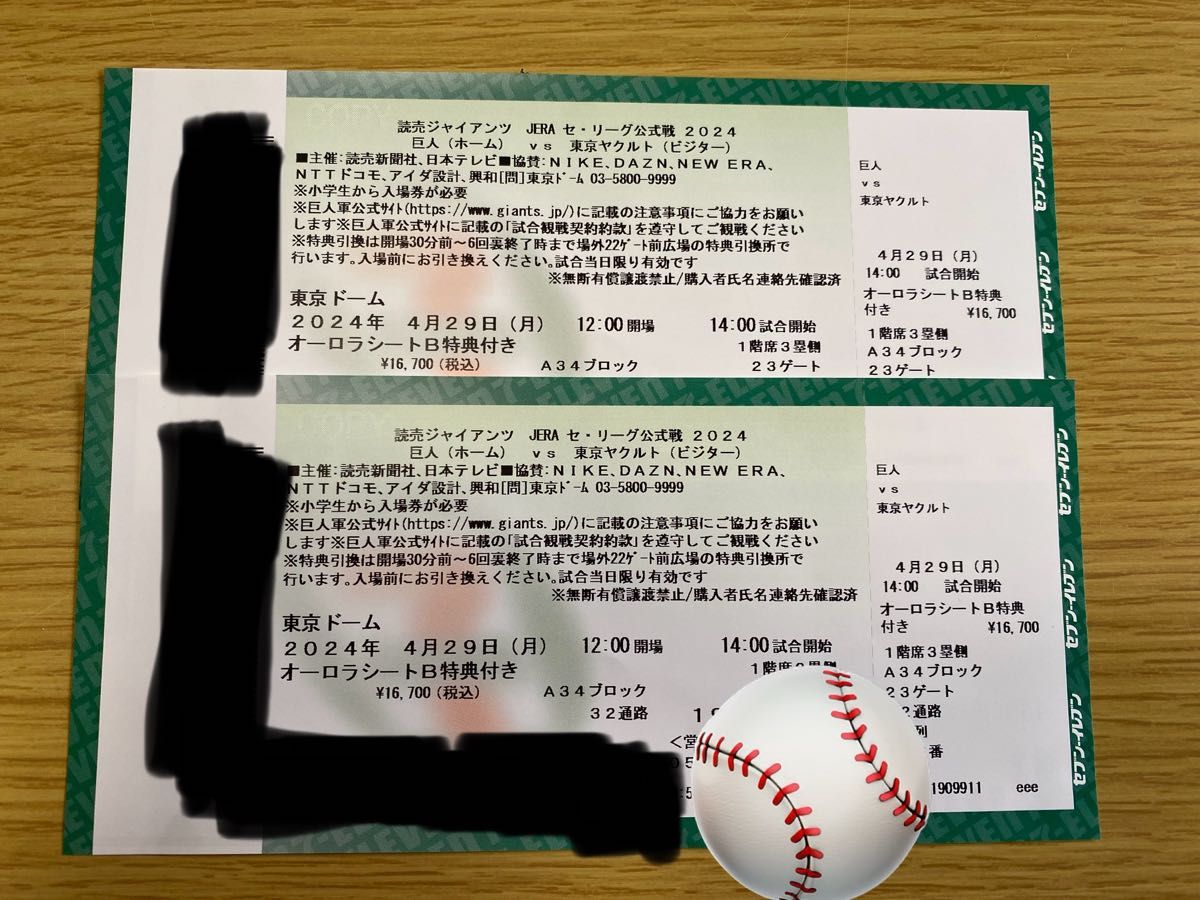 読売ジャイアンツ JERA セ・リーグ公式戦 2024
巨人（ホーム） vs 東京ヤクルト（ビジター）
■主催：読売新聞社、日本テレビ■協賛：NIKE、DAZN、NEW ERA、
NTTドコモ、アイダ設計、興和[問]東京ﾄﾞｰﾑ 03-5800-9999
※小学生から入場券が必要
※巨人軍公式ｻｲﾄ(https://www.giants.jp/)に記載の注意事項にご協力をお願い
します※巨人軍公式ｻｲﾄに記載の「試合観戦契約約款」を遵守してご観戦ください
※特典引換は開場30分前～6回裏終了時まで場外22ｹﾞｰﾄ前広場の特典引換所で
行います。入場前にお引き換えください。試合当日限り有効です
※無断有償譲渡禁止/購入者氏名連絡先確認済
東京ドーム
2024年 4月29日（月） 12:00開場 14:00試合開始
オーロラシートB特典付き 1階席3塁側
¥16,700（税込） A34ブロック 23ゲート
巨人
vs
東京ヤクルト
4月29日（月）
14:00 試合開始
オーロラシートB特典
付き ¥16,700
1階席3塁側
A34ブロック
23ゲート
セブン-イレブン
セブン-イレブン
読売ジャイアンツ JERA セ・リーグ公式戦 2024
巨人（ホーム） vs 東京ヤクルト（ビジター）
■主催：読売新聞社、日本テレビ■協賛：NIKE、DAZN、NEW ERA、
NTTドコモ、アイダ設計、興和[問]東京ﾄﾞｰﾑ 03-5800-9999
※小学生から入場券が必要
※巨人軍公式ｻｲﾄ(https://www.giants.jp/)に記載の注意事項にご協力をお願い
します※巨人軍公式ｻｲﾄに記載の「試合観戦契約約款」を遵守してご観戦ください
※特典引換は開場30分前～6回裏終了時まで場外22ｹﾞｰﾄ前広場の特典引換所で
行います。入場前にお引き換えください。試合当日限り有効です
※無断有償譲渡禁止/購入者氏名連絡先確認済
東京ドーム
2024年 4月29日（月） 12:00開場 14:00試合開始
オーロラシートB特典付き 1階席
¥16,700（税込） A34ブロック
32通路
巨人
vs
東京ヤクルト
4月29日（月）
14:00 試合開始
オーロラシートB特典
付き ¥16,700
1階席3塁側
A34ブロック
23ゲート
通路
列
番
1909911 eee
セブン-イレブン
セブン-イレブン
セブン-イレブン